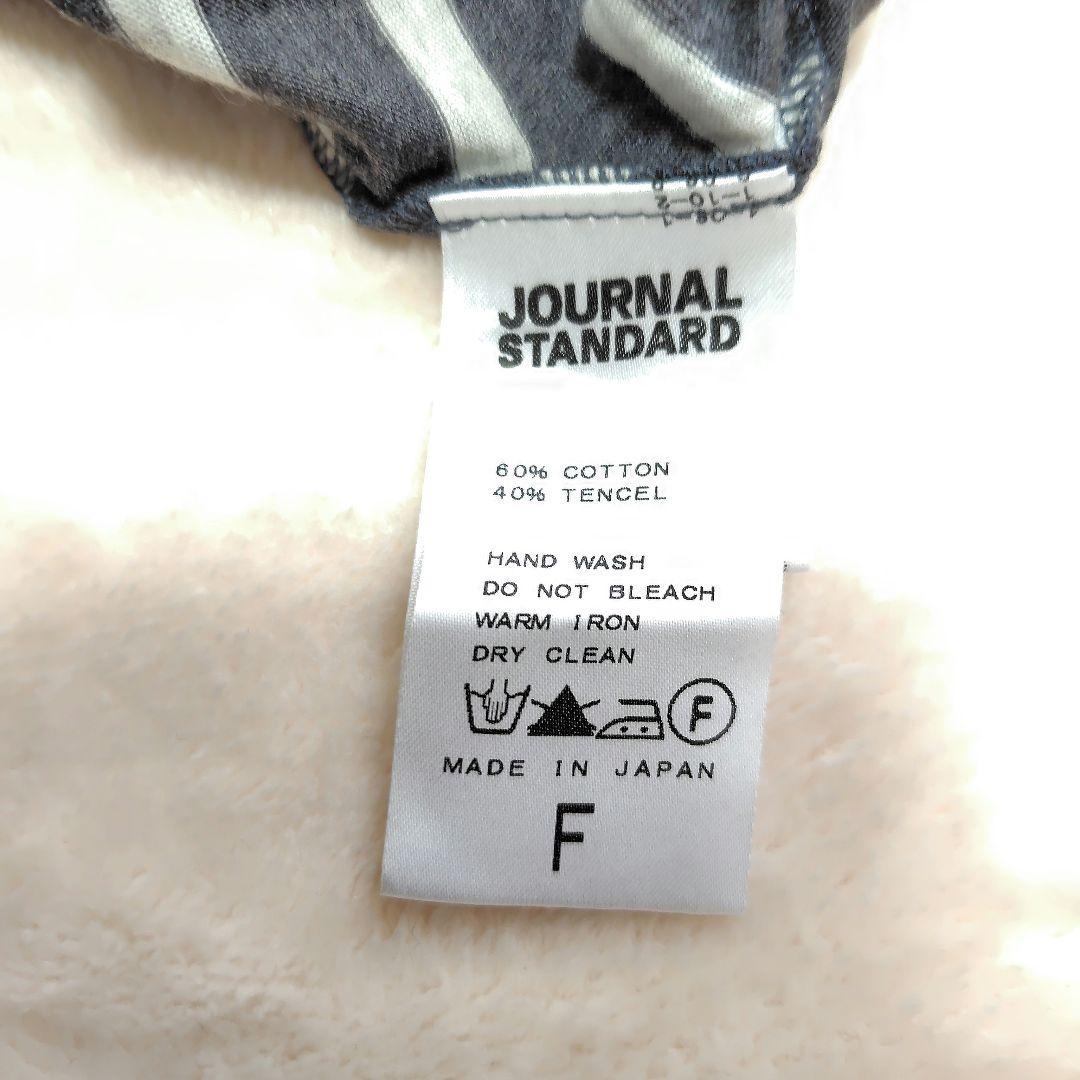 JOURNAL
STANDARD
60% COTTON
40% TENCEL
HAND WASH
DO NOT BLEACH
WARM IRON
DRY CLEAN
F
MADE IN JAPAN
F